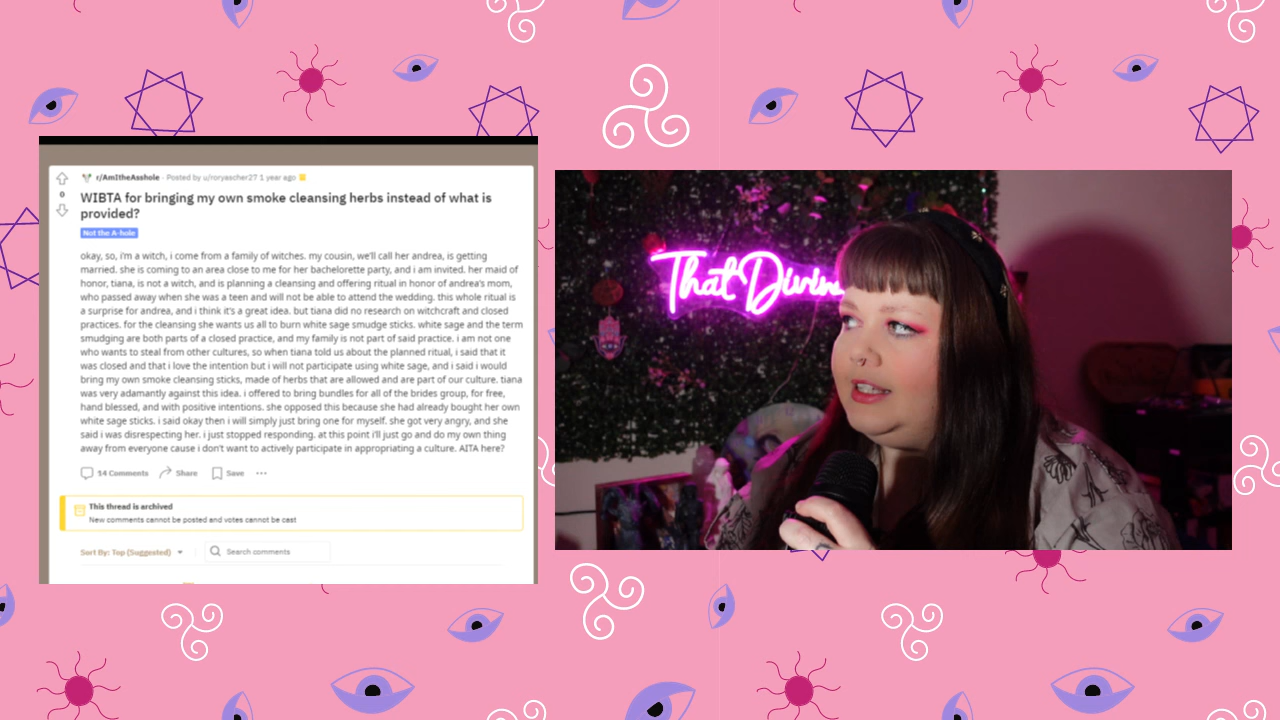 r/AmItheAsshole · Posted by u/roryascher27 1 year ago
0
WIBTA for bringing my own smoke cleansing herbs instead of what is
provided?
Not the A-hole
okay, so, i'm a witch, i come from a family of witches. my cousin, we'll call her andrea, is getting
married. she is coming to an area close to me for her bachelorette party, and i am invited. her maid of
honor, tiana, is not a witch, and is planning a cleansing and offering ritual in honor of andrea's mom,
who passed away when she was a teen and will not be able to attend the wedding. this whole ritual is
a surprise for andrea, and i think it's a great idea. but tiana did no research on witchcraft and closed
practices. for the cleansing she wants us all to burn white sage smudge sticks. white sage and the term
smudging are both parts of a closed practice, and my family is not part of said practice. i am not one
who wants to steal from other cultures, so when tiana told us about the planned ritual, i said that it
was closed and that i love the intention but i will not participate using white sage, and i said i would
bring my own smoke cleansing sticks, made of herbs that are allowed and are part of our culture. tiana
was very adamantly against this idea. i offered to bring bundles for all of the brides group, for free,
hand blessed, and with positive intentions. she opposed this because she had already bought her own
white sage sticks. i said okay then i will simply just bring one for myself. she got very angry, and she
said i was disrespecting her. i just stopped responding. at this point i'll just go and do my own thing
away from everyone cause i don't want to actively participate in appropriating a culture. AITA here?
54 Comments Share Save ...
This thread is archived
New comments cannot be posted and votes cannot be cast
Sort By: Top (Suggested) Search comments
That Divin